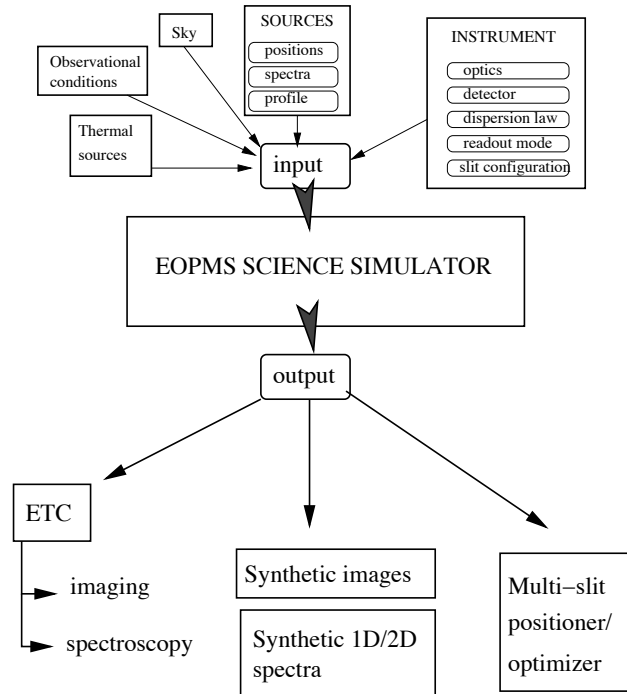 SOURCES
positions
spectra
profile
Sky
Observational
conditions
Thermal
sources
INSTRUMENT
optics
detector
dispersion law
readout mode
slit configuration
input
EOPMS SCIENCE SIMULATOR
output
ETC
imaging
spectroscopy
Synthetic images
Synthetic 1D/2D
spectra
Multi−slit
positioner/
optimizer